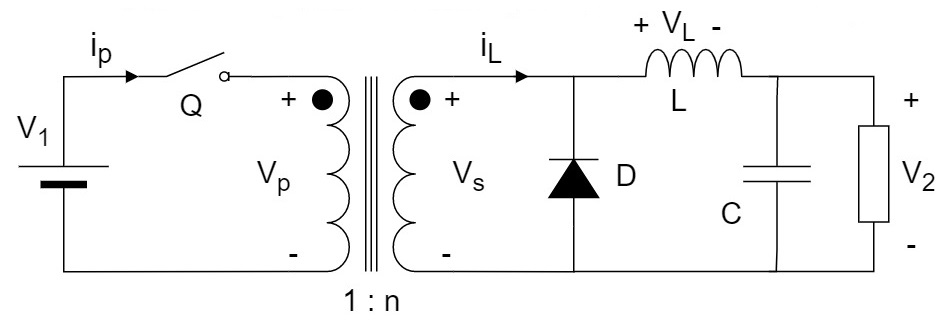 i_p
i_L
+ V_L -
Q
L
V_1
+
+
+
V_p
V_s
D
C
V_2
-
-
-
1 : n